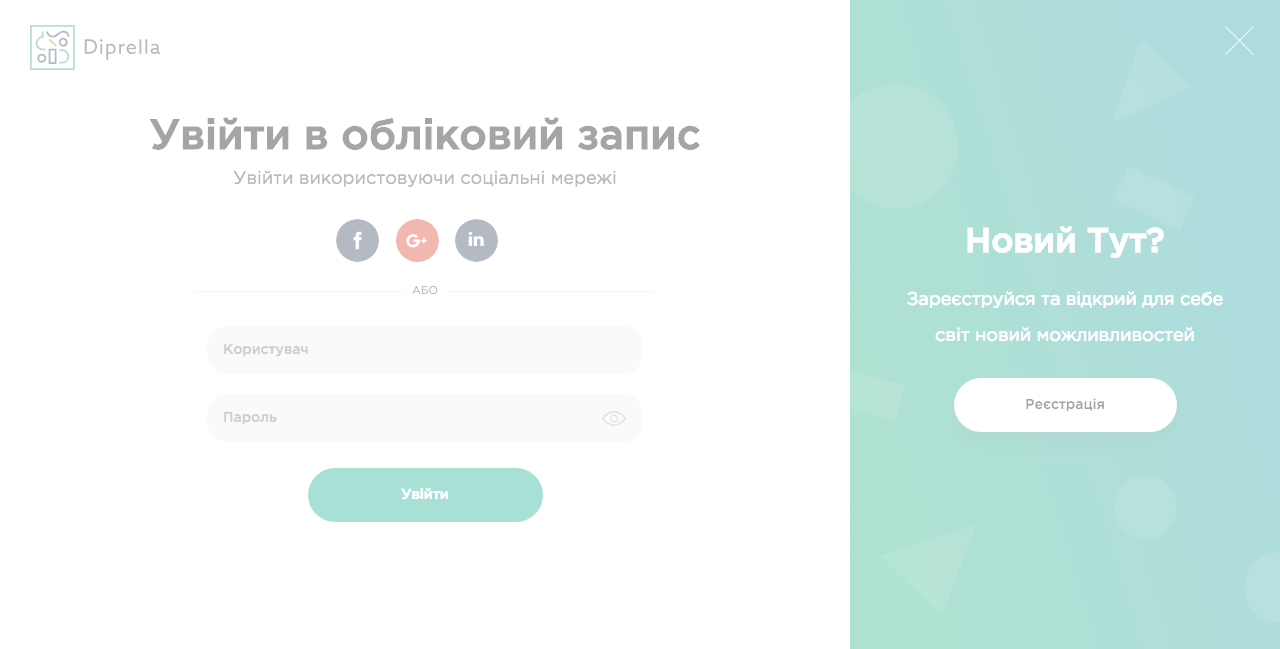 Diprella
Увійти в обліковий запис
Увійти використовуючи соціальні мережі
f
G+
in
АБО
Користувач
Пароль
Увійти
Новий Тут?
Зареєструйся та відкрий для себе
світ новий можливливостей
Реєстрація